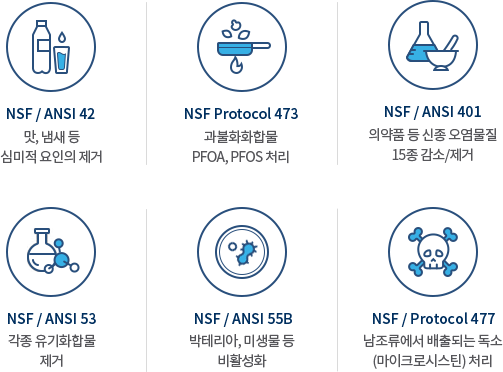 NSF / ANSI 42
맛, 냄새 등
심미적 요인의 제거
NSF Protocol 473
과불화화합물
PFOA, PFOS 처리
NSF / ANSI 401
의약품 등 신종 오염물질
15종 감소/제거
NSF / ANSI 53
각종 유기화합물
제거
NSF / ANSI 55B
박테리아, 미생물 등
비활성화
NSF / Protocol 477
남조류에서 배출되는 독소
(마이크로시스틴) 처리